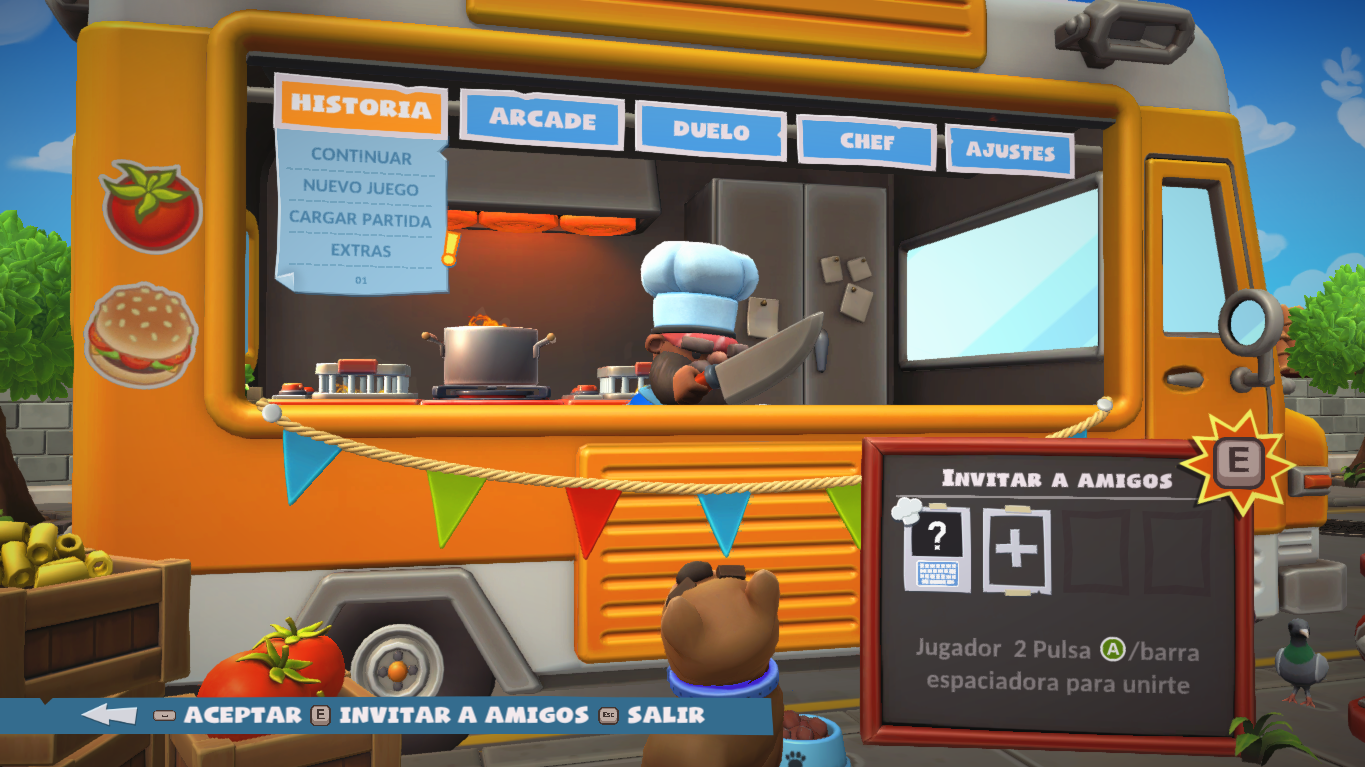 HISTORIA
ARCADE
DUELO
CHEF
AJUSTES
CONTINUAR
NUEVO JUEGO
CARGAR PARTIDA
EXTRAS
01
E
INVITAR A AMIGOS
?
Jugador 2 Pulsa A/barra
espaciadora para unirte
ACEPTAR E INVITAR A AMIGOS Esc SALIR